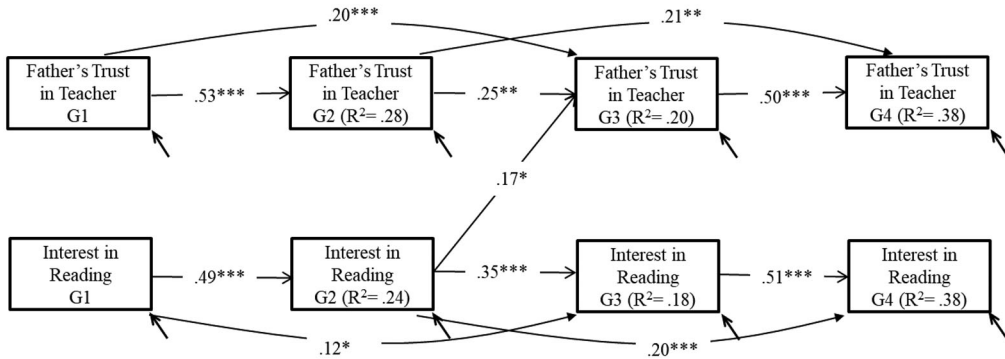 .20***
.21**
Father's Trust
in Teacher
G1
.53***
Father's Trust
in Teacher
G2 (R²= .28)
.25**
Father's Trust
in Teacher
G3 (R²= .20)
.50***
Father's Trust
in Teacher
G4 (R²= .38)
.17*
Interest in
Reading
G1
.49***
Interest in
Reading
G2 (R²= .24)
.35***
Interest in
Reading
G3 (R²= .18)
.51***
Interest in
Reading
G4 (R²= .38)
.12*
.20***